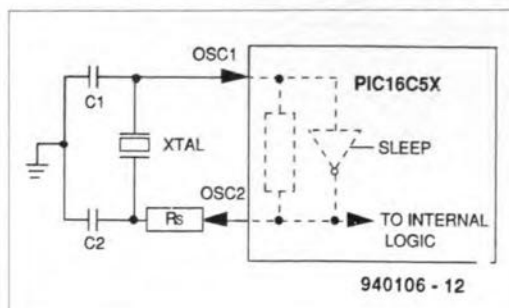 OSC1
PIC16C5X
C1
XTAL
SLEEP
OSC2
C2
Rs
TO INTERNAL
LOGIC
940106 - 12